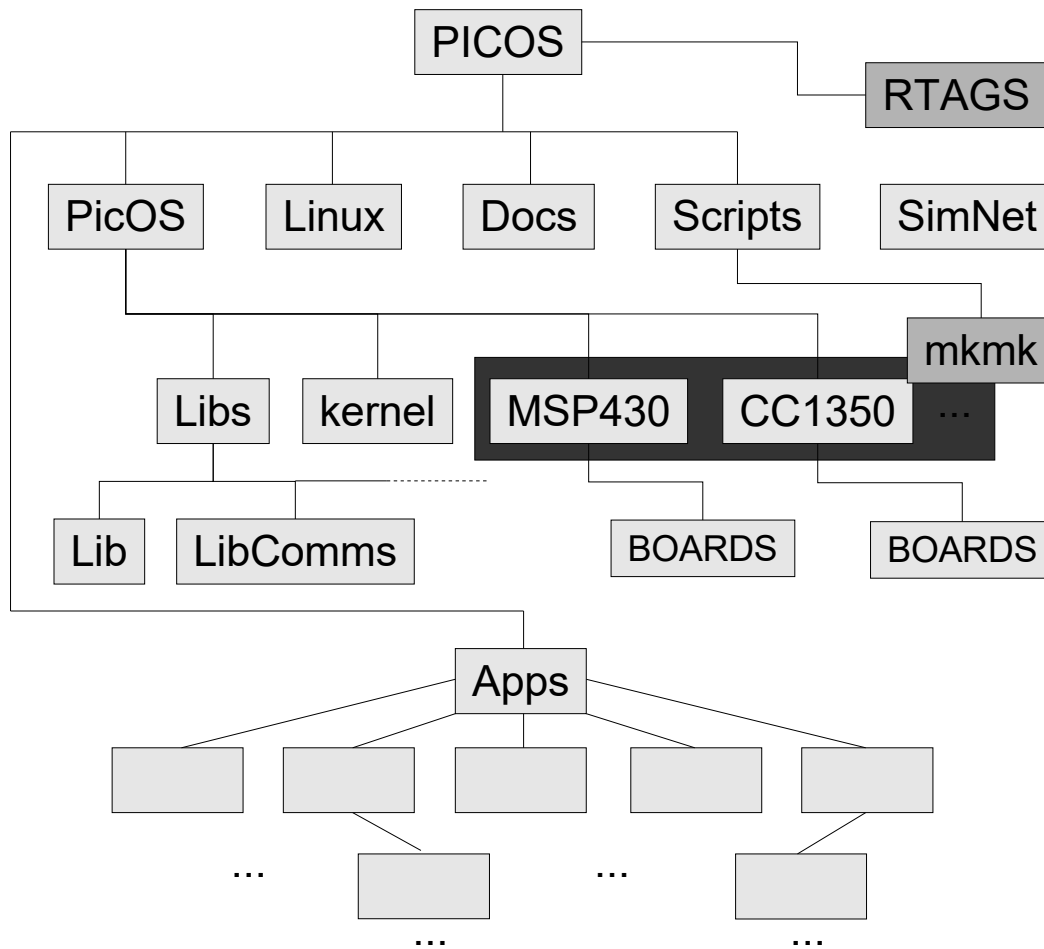 PICOS
RTAGS
PicOS
Linux
Docs
Scripts
SimNet
mkmk
Libs
kernel
MSP430
CC1350
...
Lib
LibComms
BOARDS
BOARDS
Apps
...
...
...
...